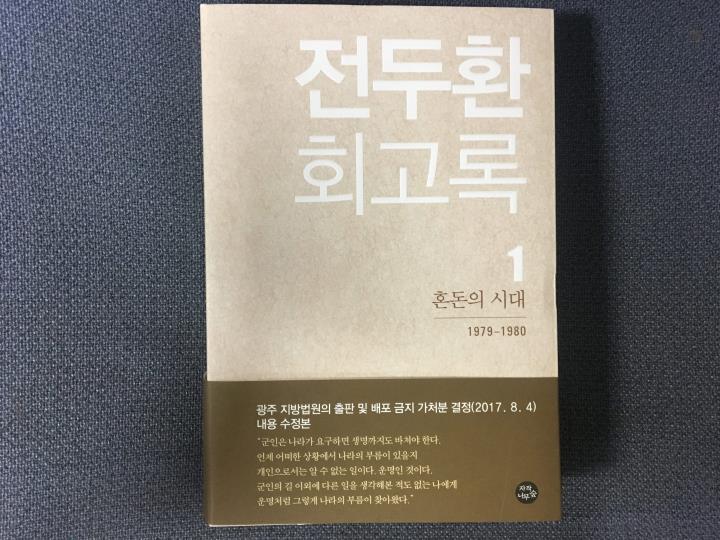 전두환
회고록
1
혼돈의 시대
1979-1980
광주 지방법원의 출판 및 배포 금지 가처분 결정(2017. 8. 4)
내용 수정본
"군인은 나라가 요구하면 생명까지도 바쳐야 한다.
언제 어떠한 상황에서 나라의 부름이 있을지
개인으로서는 알 수 없는 일이다. 운명인 것이다.
군인의 길 이외에 다른 일을 생각해본 적도 없는 나에게
운명처럼 그렇게 나라의 부름이 찾아왔다."
자작
나무숲